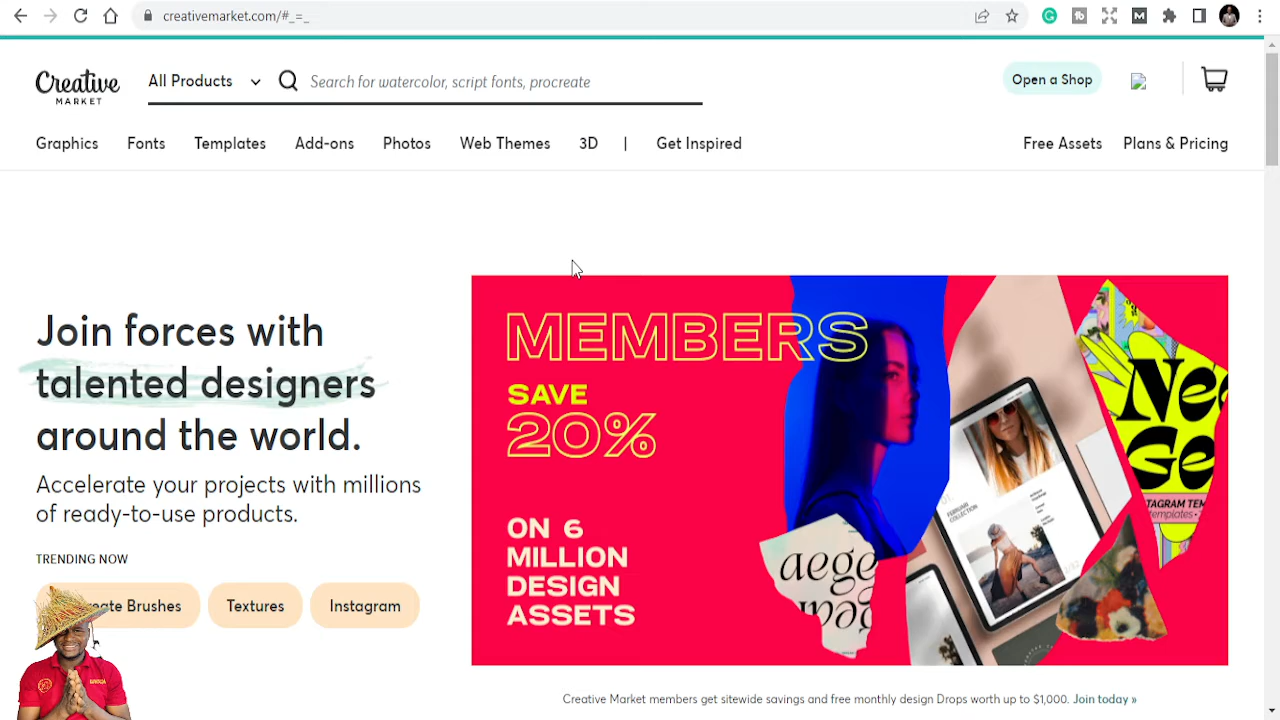 creativemarket.com/#_=_
Creative
MARKET
All Products
Search for watercolor, script fonts, procreate
Open a Shop
Graphics
Fonts
Templates
Add-ons
Photos
Web Themes
3D
|
Get Inspired
Free Assets
Plans & Pricing
Join forces with
talented designers
around the world.
Accelerate your projects with millions
of ready-to-use products.
TRENDING NOW
Brushes
Textures
Instagram
MEMBERS
SAVE
20%
ON 6
MILLION
DESIGN
ASSETS
aege
Creative Market members get sitewide savings and free monthly design Drops worth up to $1,000. Join today »